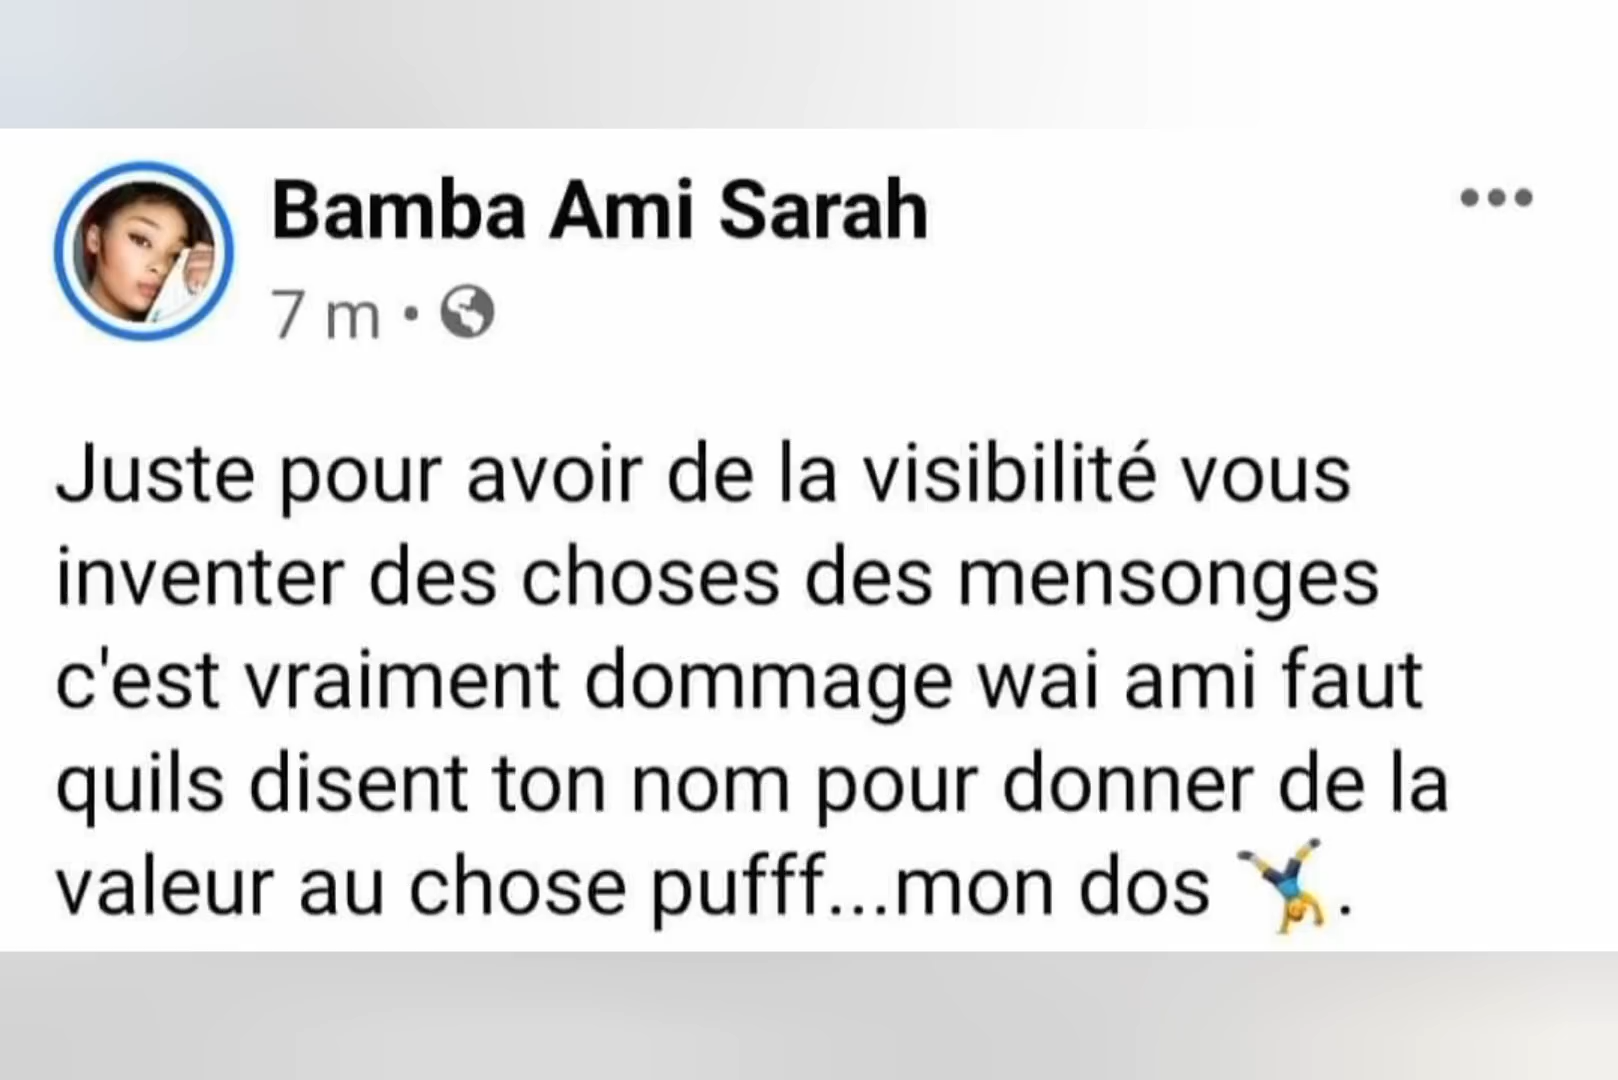 Bamba Ami Sarah
7 m •
Juste pour avoir de la visibilité vous
inventer des choses des mensonges
c'est vraiment dommage wai ami faut
quils disent ton nom pour donner de la
valeur au chose pufff...mon dos 🤸‍♂️.